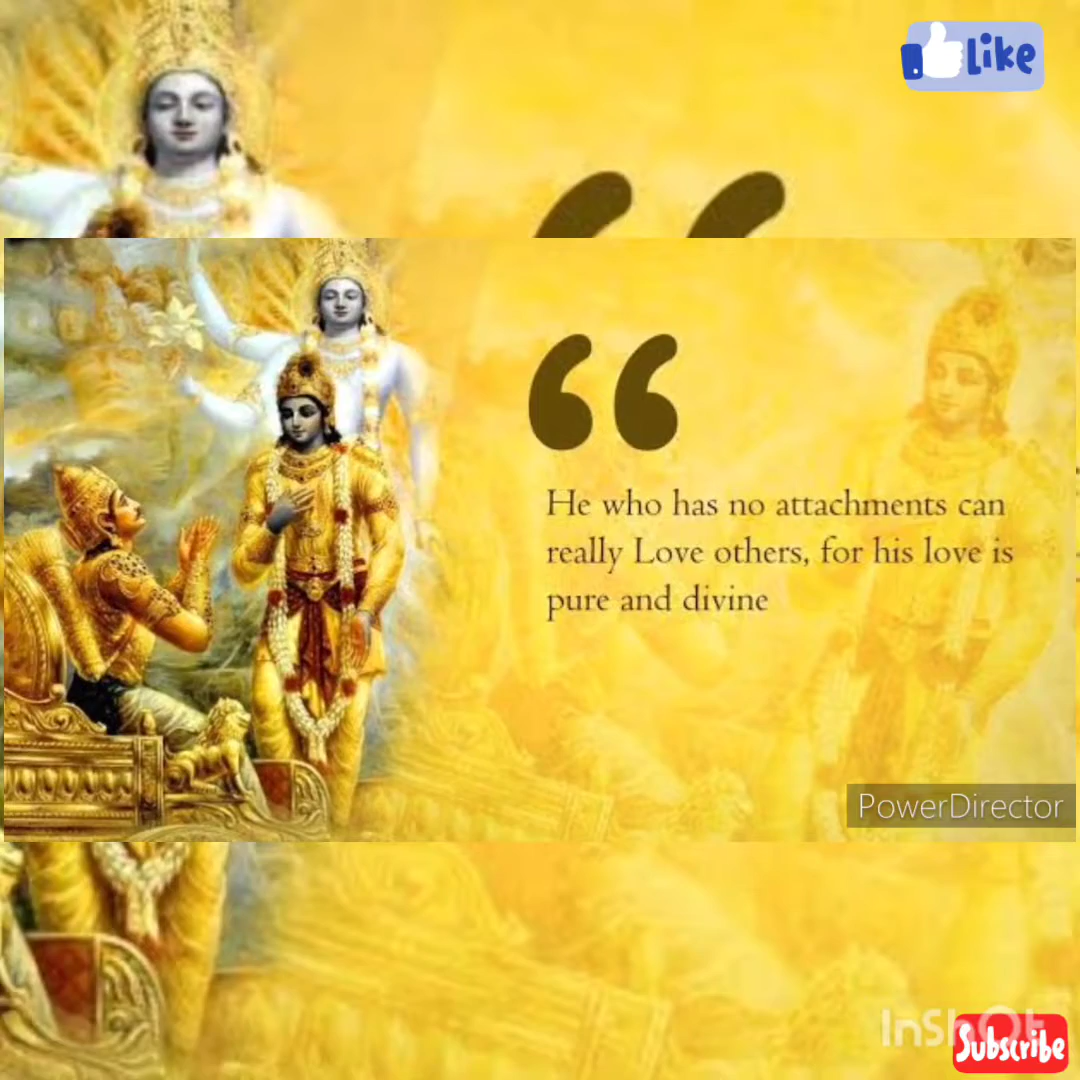 Like
He who has no attachments can
really Love others, for his love is
pure and divine
PowerDirector
InShOt
Subscribe